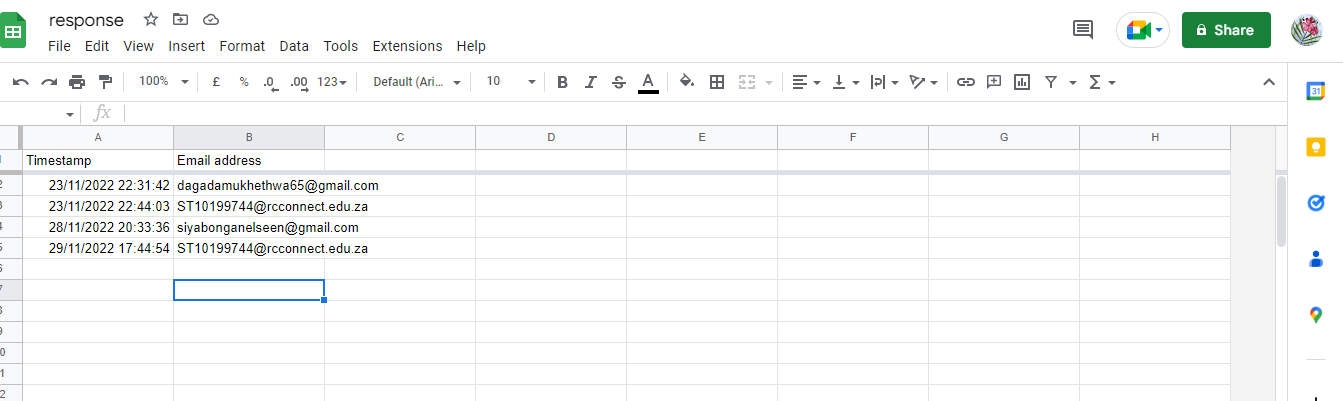 response
File Edit View Insert Format Data Tools Extensions Help
Share
100% £ % .0 .00 123 Default (Ari... 10 B I S A
fx
A B C D E F G H
Timestamp Email address
2 23/11/2022 22:31:42 dagadamukhethwa65@gmail.com
3 23/11/2022 22:44:03 ST10199744@rcconnect.edu.za
4 28/11/2022 20:33:36 siyabonganelseen@gmail.com
5 29/11/2022 17:44:54 ST10199744@rcconnect.edu.za
6
7
8
9
0
1
2
31